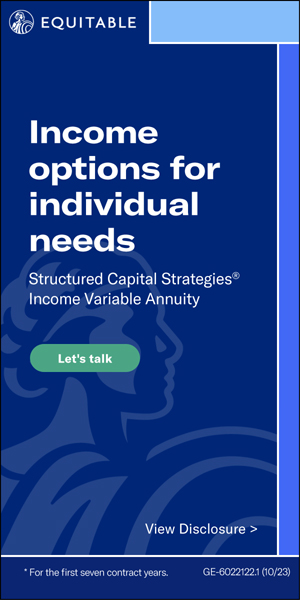 EQUITABLE
Income
options for
individual
needs
Structured Capital Strategies®
Income Variable Annuity
Let's talk
View Disclosure >
* For the first seven contract years.
GE-6022122.1 (10/23)